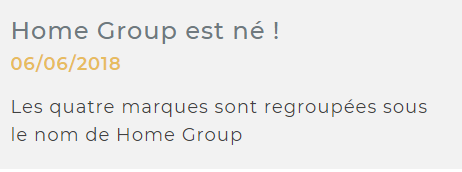 Home Group est né !
06/06/2018
Les quatre marques sont regroupées sous
le nom de Home Group